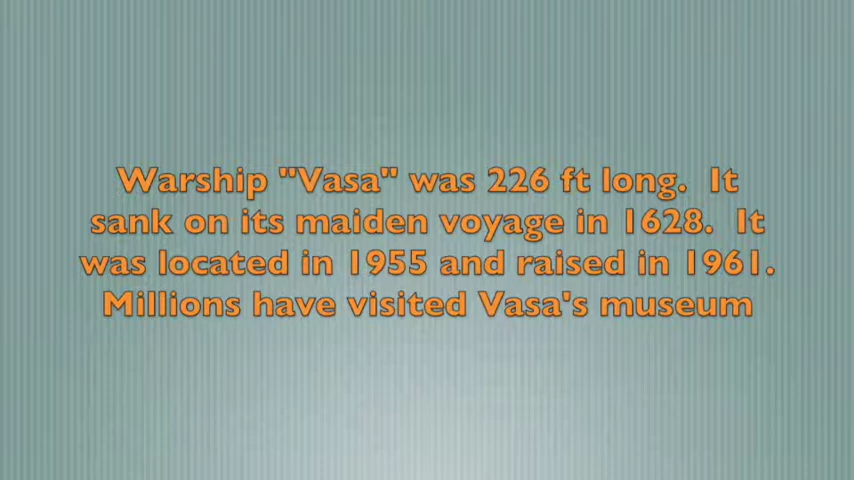 Warship "Vasa" was 226 ft long.  It
sank on its maiden voyage in 1628.  It
was located in 1955 and raised in 1961.
Millions have visited Vasa's museum